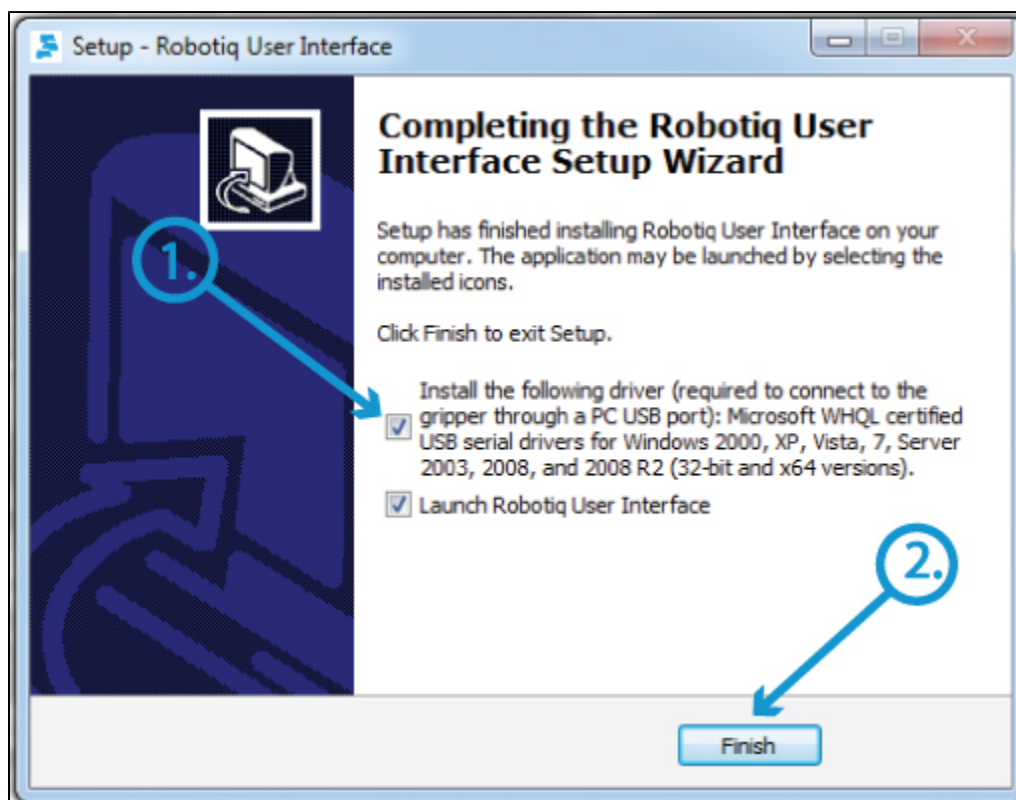 Setup - Robotiq User Interface
Completing the Robotiq User
Interface Setup Wizard
Setup has finished installing Robotiq User Interface on your
computer. The application may be launched by selecting the
installed icons.
1.
Click Finish to exit Setup.
Install the following driver (required to connect to the
gripper through a PC USB port): Microsoft WHQL certified
USB serial drivers for Windows 2000, XP, Vista, 7, Server
2003, 2008, and 2008 R2 (32-bit and x64 versions).
Launch Robotiq User Interface
2.
Finish